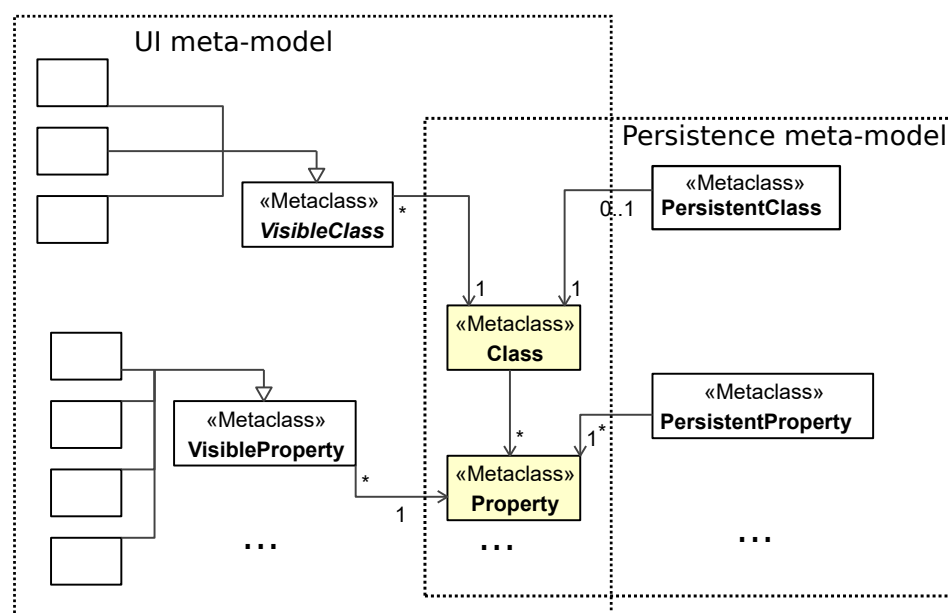 UI meta-model
Persistence meta-model
«Metaclass»
VisibleClass
*
1
«Metaclass»
PersistentClass
0..1
1
«Metaclass»
Class
*
«Metaclass»
VisibleProperty
*
1
«Metaclass»
PersistentProperty
1
*
«Metaclass»
Property
...
...
...